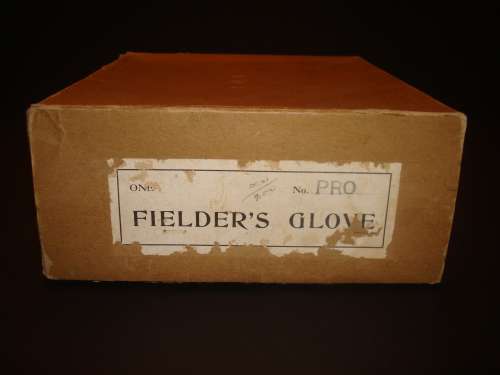 ONE No. PRO
FIELDER'S GLOVE